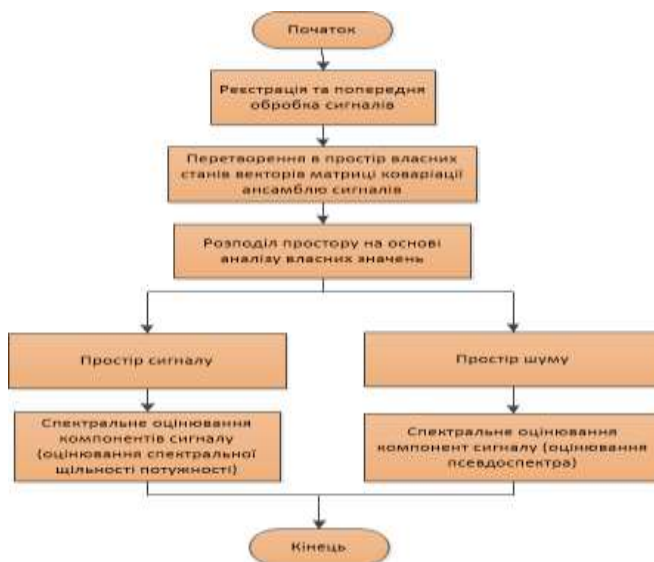 Початок
Реєстрація та попередня
обробка сигналів
Перетворення в простір власних
станів векторів матриці коваріації
ансамблю сигналів
Розподіл простору на основі
аналізу власних значень
Простір сигналу
Простір шуму
Спектральне оцінювання
компонентів сигналу
(оцінювання спектральної
щільності потужності)
Спектральне оцінювання
компонент сигналу (оцінювання
псевдоспектра)
Кінець